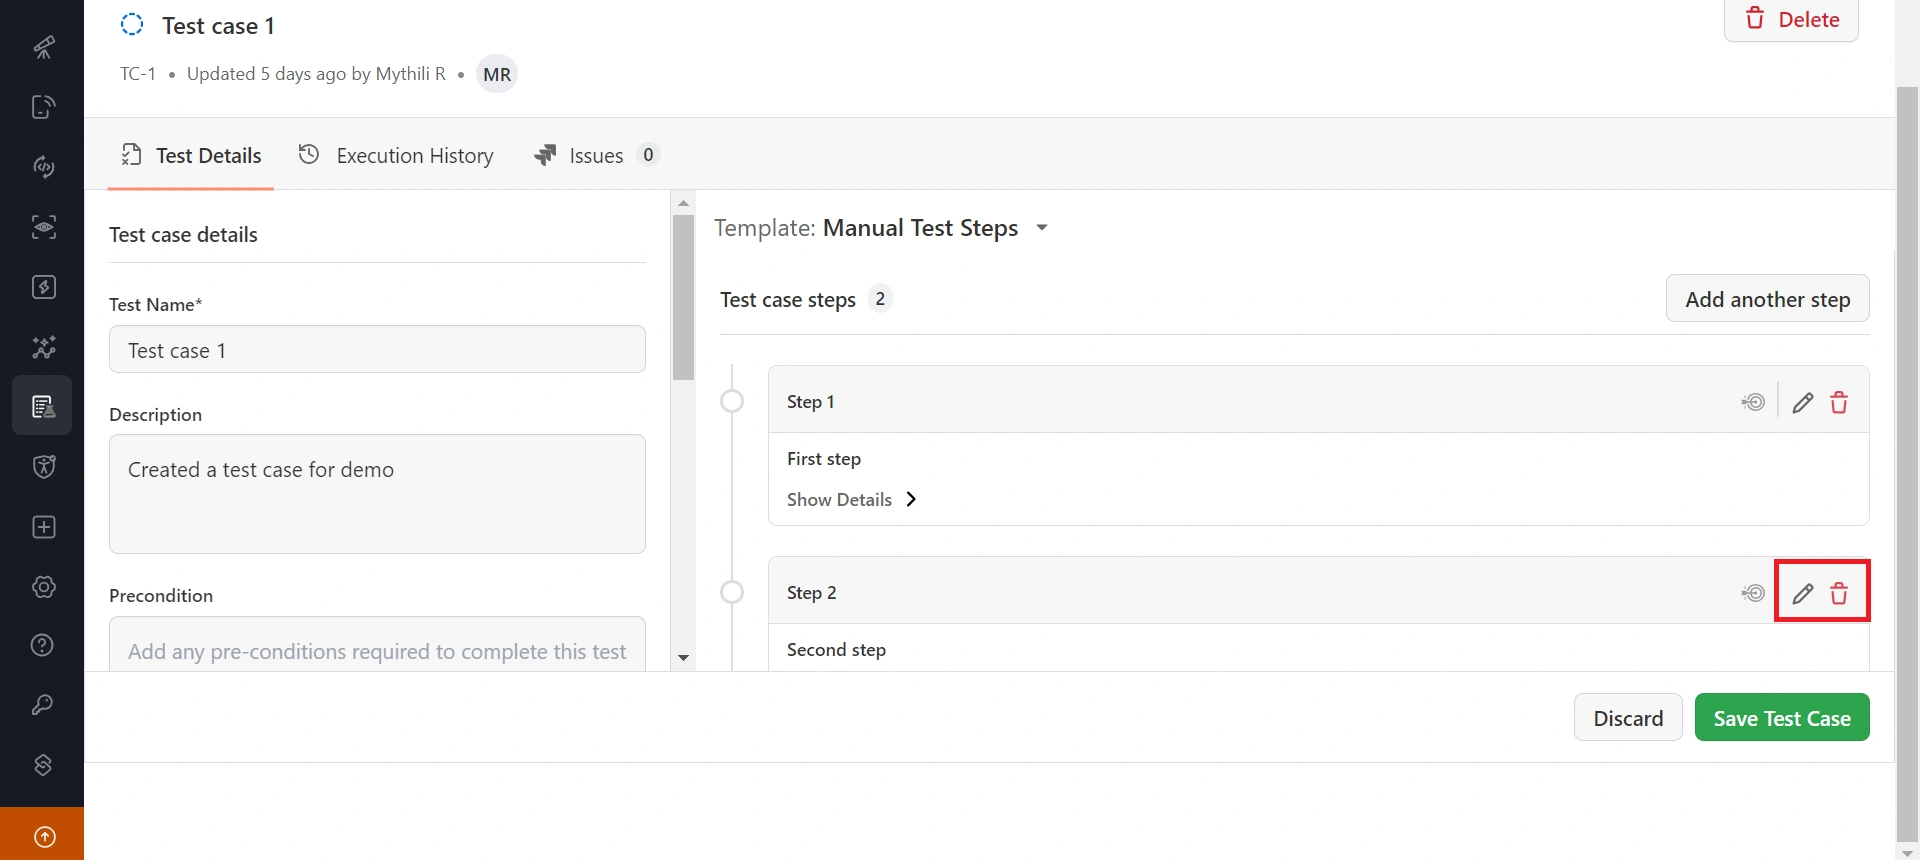 Test case 1
Delete
TC-1 • Updated 5 days ago by Mythili R • MR
Test Details
Execution History
Issues 0
Test case details
Test Name*
Test case 1
Description
Created a test case for demo
Precondition
Add any pre-conditions required to complete this test
Template: Manual Test Steps
Test case steps 2
Add another step
Step 1
First step
Show Details
Step 2
Second step
Discard
Save Test Case